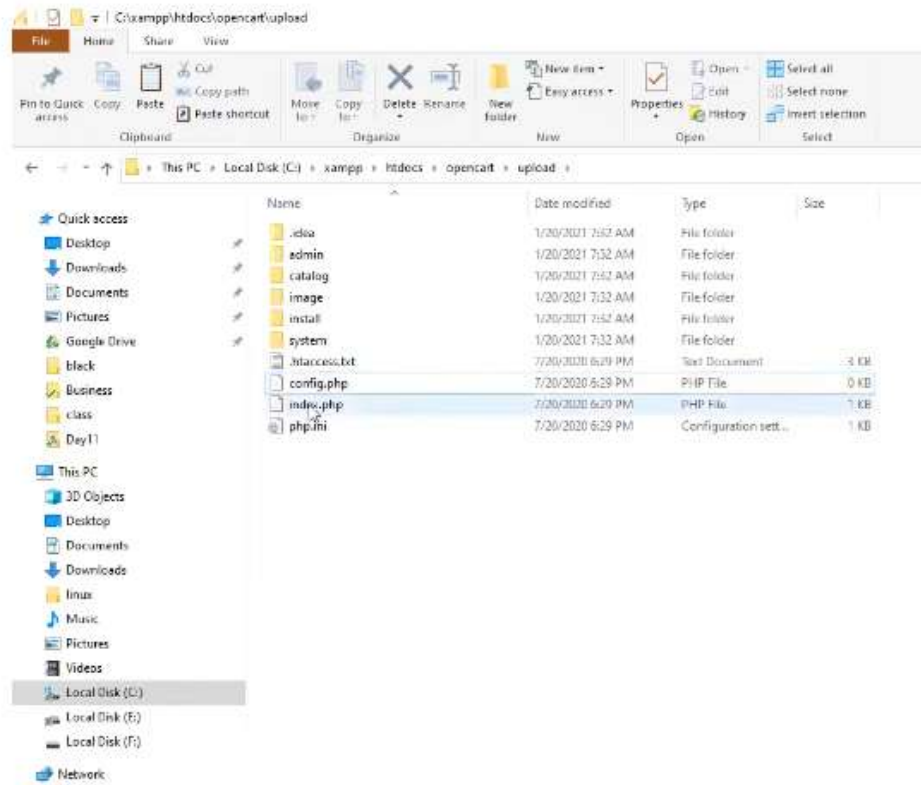 C:\xampp\htdocs\opencart\upload
File Home Share View
Pin to Quick access
Copy
Paste
Cut
Copy path
Paste shortcut
Move to
Copy to
Delete
Rename
New folder
New item
Easy access
Properties
Open
Edit
History
Select all
Select none
Invert selection
Clipboard Organize New Open Select
This PC Local Disk (C:) xampp htdocs opencart upload
Name Date modified Type Size
.idea 1/20/2021 7:32 AM File folder
admin 1/20/2021 7:32 AM File folder
catalog 1/20/2021 7:32 AM File folder
image 1/20/2021 7:32 AM File folder
install 1/20/2021 7:32 AM File folder
system 1/20/2021 7:32 AM File folder
.htaccess.txt 7/20/2020 6:29 PM Text Document KB
config.php 7/20/2020 6:29 PM PHP File 0 KB
index.php 7/20/2020 6:29 PM PHP File 1 KB
php.ini 7/20/2020 6:29 PM Configuration sett... 1 KB
Quick access
Desktop
Downloads
Documents
Pictures
Google Drive
black
Business
class
Day11
This PC
3D Objects
Desktop
Documents
Downloads
linux
Music
Pictures
Videos
Local Disk (C:)
Local Disk (E:)
Local Disk (F:)
Network